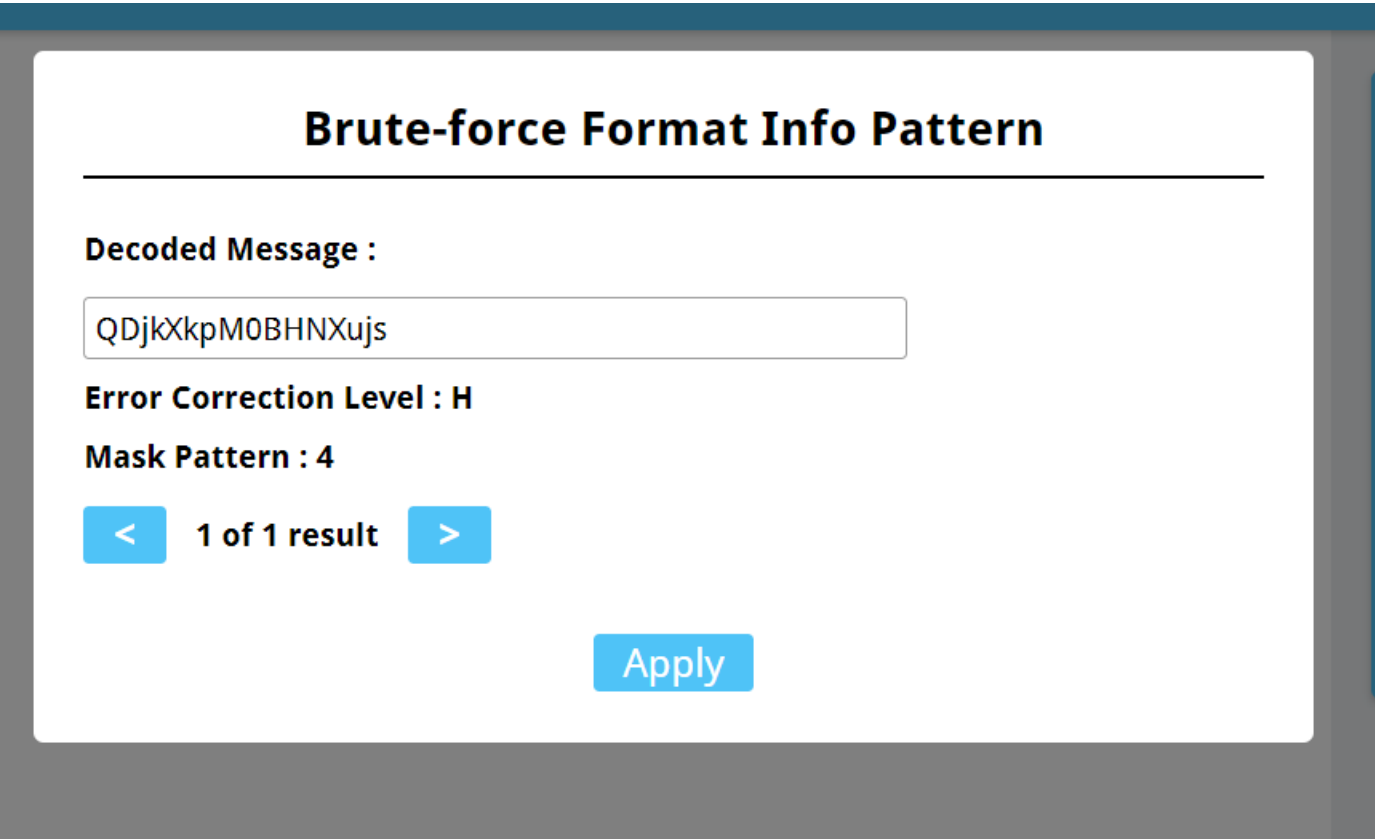 Brute-force Format Info Pattern
Decoded Message :
QDjkXkpM0BHNXujs
Error Correction Level : H
Mask Pattern : 4
< 1 of 1 result >
Apply